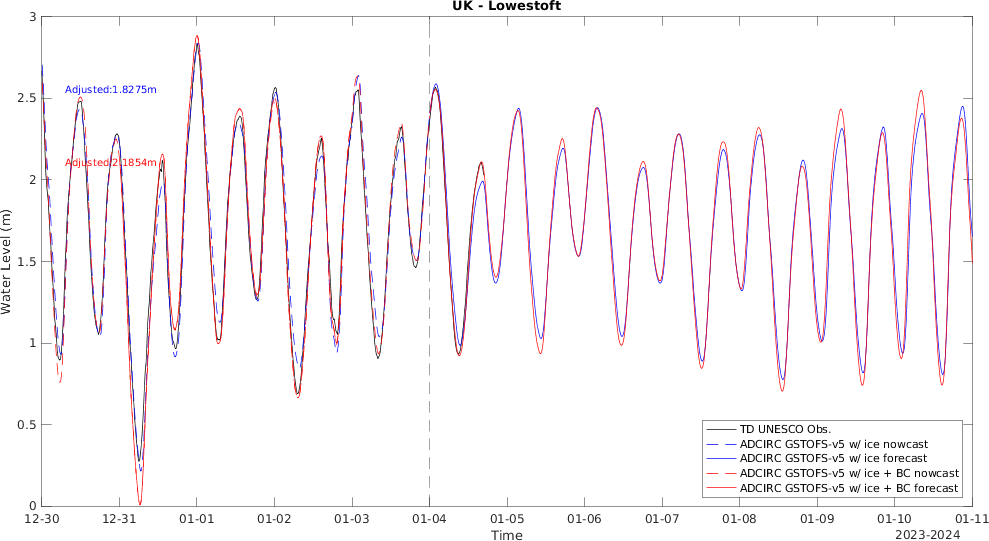 UK - Lowestoft
3
2.5
2
1.5
1
0.5
0
Water Level (m)
Adjusted:1.8275m
Adjusted:2.1854m
TD UNESCO Obs.
ADCIRC GSTOFS-v5 w/ ice nowcast
ADCIRC GSTOFS-v5 w/ ice forecast
ADCIRC GSTOFS-v5 w/ ice + BC nowcast
ADCIRC GSTOFS-v5 w/ ice + BC forecast
12-30 12-31 01-01 01-02 01-03 01-04 01-05 01-06 01-07 01-08 01-09 01-10 01-11
Time
2023-2024